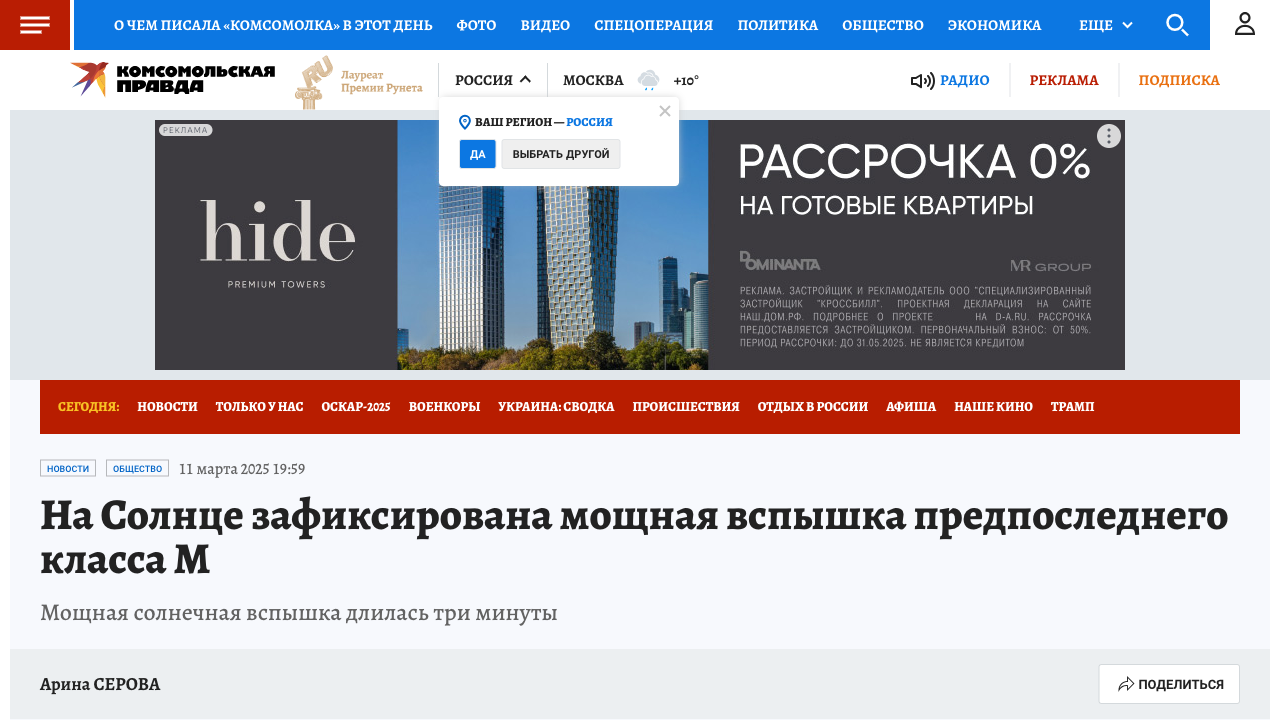 О ЧЕМ ПИСАЛА «КОМСОМОЛКА» В ЭТОТ ДЕНЬ ФОТО ВИДЕО СПЕЦОПЕРАЦИЯ ПОЛИТИКА ОБЩЕСТВО ЭКОНОМИКА ЕЩЕ
КОМСОМОЛЬСКАЯ
ПРАВДА
.RU
Лауреат
Премии Рунета
РОССИЯ МОСКВА +10° РАДИО РЕКЛАМА ПОДПИСКА
ВАШ РЕГИОН — РОССИЯ
ДА ВЫБРАТЬ ДРУГОЙ
РЕКЛАМА
hide
PREMIUM TOWERS
РАССРОЧКА 0%
НА ГОТОВЫЕ КВАРТИРЫ
DOMINANTA MR GROUP
РЕКЛАМА. ЗАСТРОЙЩИК И РЕКЛАМОДАТЕЛЬ ООО "СПЕЦИАЛИЗИРОВАННЫЙ
ЗАСТРОЙЩИК "КРОССБИЛЛ". ПРОЕКТНАЯ ДЕКЛАРАЦИЯ НА САЙТЕ
НАШ.ДОМ.РФ. ПОДРОБНЕЕ О ПРОЕКТЕ НА D-A.RU. РАССРОЧКА
ПРЕДОСТАВЛЯЕТСЯ ЗАСТРОЙЩИКОМ. ПЕРВОНАЧАЛЬНЫЙ ВЗНОС: ОТ 50%.
ПЕРИОД РАССРОЧКИ: ДО 31.05.2025. НЕ ЯВЛЯЕТСЯ КРЕДИТОМ
СЕГОДНЯ: НОВОСТИ ТОЛЬКО У НАС ОСКАР-2025 ВОЕНКОРЫ УКРАИНА: СВОДКА ПРОИСШЕСТВИЯ ОТДЫХ В РОССИИ АФИША НАШЕ КИНО ТРАМП
НОВОСТИ ОБЩЕСТВО 11 марта 2025 19:59
На Солнце зафиксирована мощная вспышка предпоследнего
класса М
Мощная солнечная вспышка длилась три минуты
Арина СЕРОВА ПОДЕЛИТЬСЯ